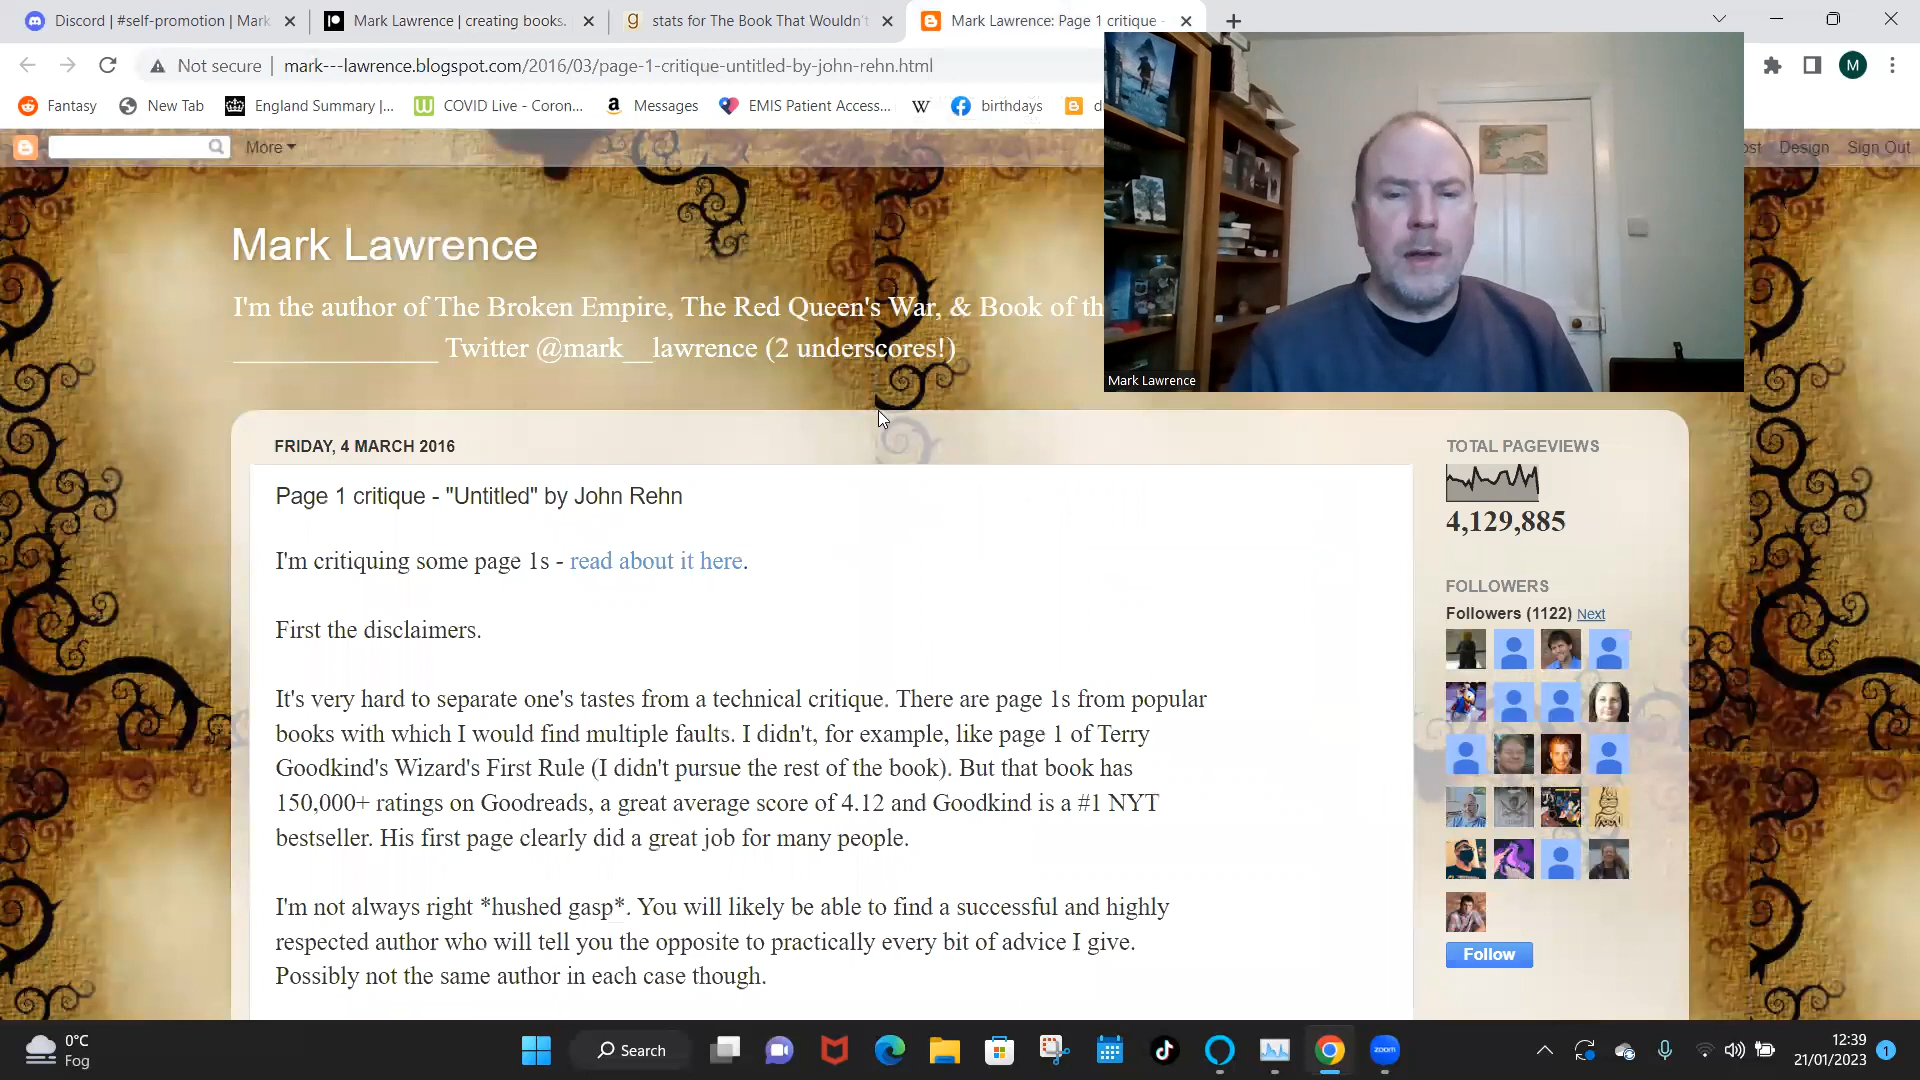 Discord | #self-promotion | Mark
Mark Lawrence | creating books.
stats for The Book That Wouldn't
Mark Lawrence: Page 1 critique -
Not secure | mark---lawrence.blogspot.com/2016/03/page-1-critique-untitled-by-john-rehn.html
M
Fantasy
New Tab
England Summary |...
COVID Live - Coron...
Messages
EMIS Patient Access...
W
birthdays
More
Design
Sign Out
Mark Lawrence
I'm the author of The Broken Empire, The Red Queen's War, & Book of th
_______________ Twitter @mark__lawrence (2 underscores!)
Mark Lawrence
FRIDAY, 4 MARCH 2016
Page 1 critique - "Untitled" by John Rehn
I'm critiquing some page 1s - read about it here.
First the disclaimers.
It's very hard to separate one's tastes from a technical critique. There are page 1s from popular
books with which I would find multiple faults. I didn't, for example, like page 1 of Terry
Goodkind's Wizard's First Rule (I didn't pursue the rest of the book). But that book has
150,000+ ratings on Goodreads, a great average score of 4.12 and Goodkind is a #1 NYT
bestseller. His first page clearly did a great job for many people.
I'm not always right *hushed gasp*. You will likely be able to find a successful and highly
respected author who will tell you the opposite to practically every bit of advice I give.
Possibly not the same author in each case though.
TOTAL PAGEVIEWS
4,129,885
FOLLOWERS
Followers (1122) Next
Follow
0°C
Fog
Search
zoom
12:39
21/01/2023
1